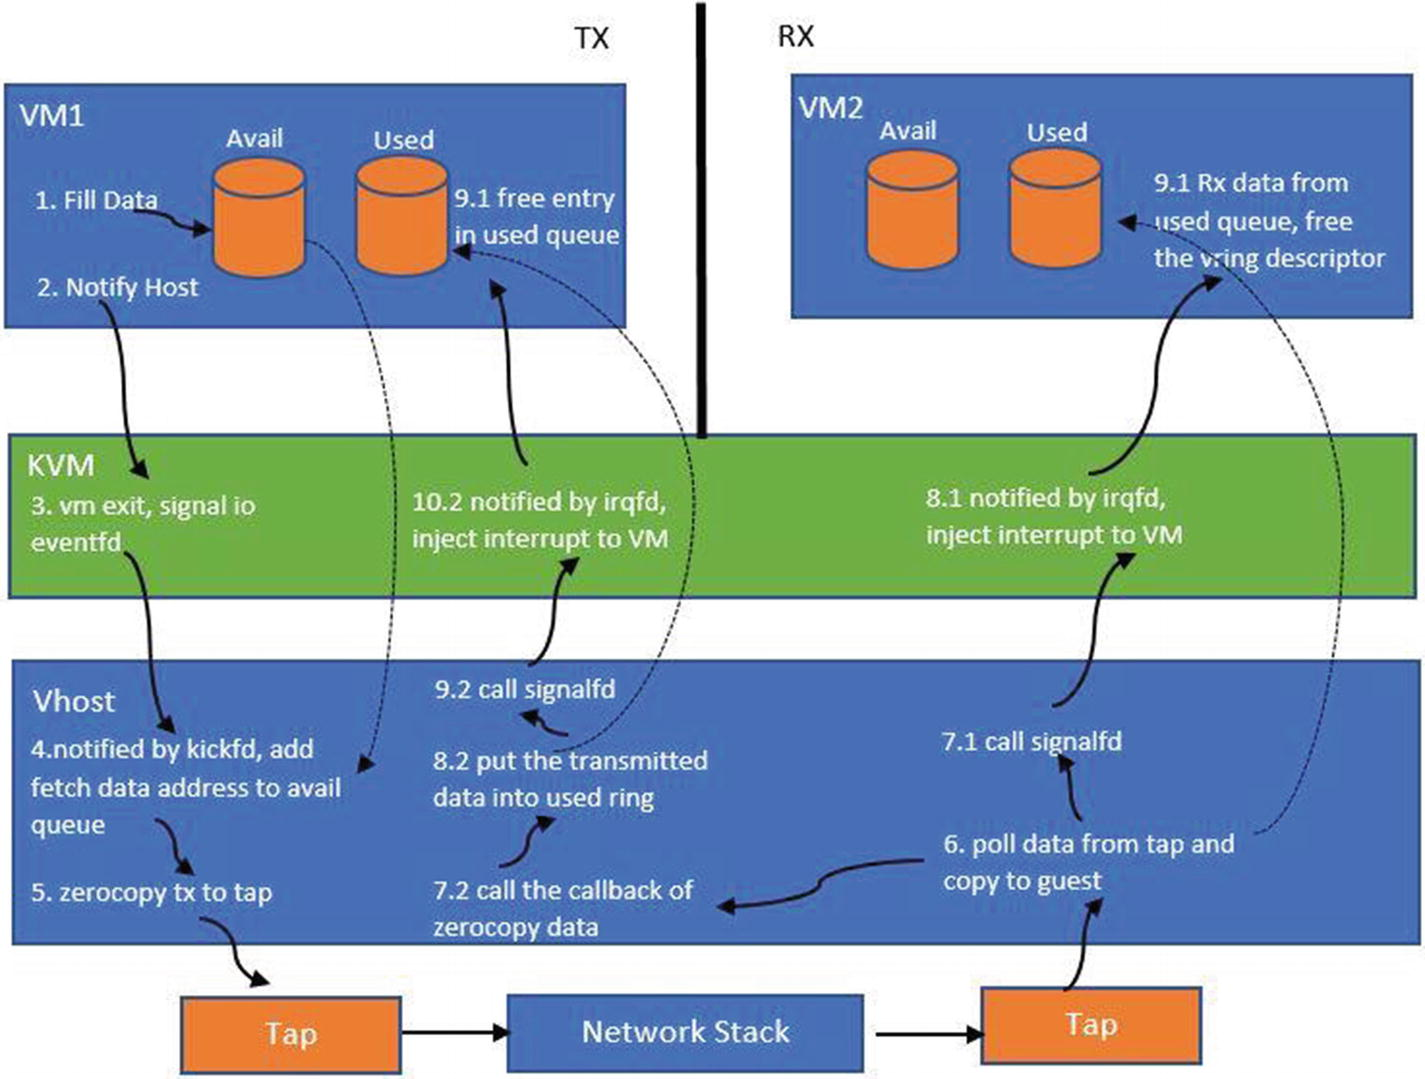 TX
RX
VM1
Avail
Used
1. Fill Data
9.1 free entry
in used queue
2. Notify Host
VM2
Avail
Used
9.1 Rx data from
used queue, free
the vring descriptor
KVM
3. vm exit, signal io
eventfd
10.2 notified by irqfd,
inject interrupt to VM
8.1 notified by irqfd,
inject interrupt to VM
Vhost
4.notified by kickfd, add
fetch data address to avail
queue
5. zerocopy tx to tap
9.2 call signalfd
8.2 put the transmitted
data into used ring
7.2 call the callback of
zerocopy data
7.1 call signalfd
6. poll data from tap and
copy to guest
Tap
Network Stack
Tap